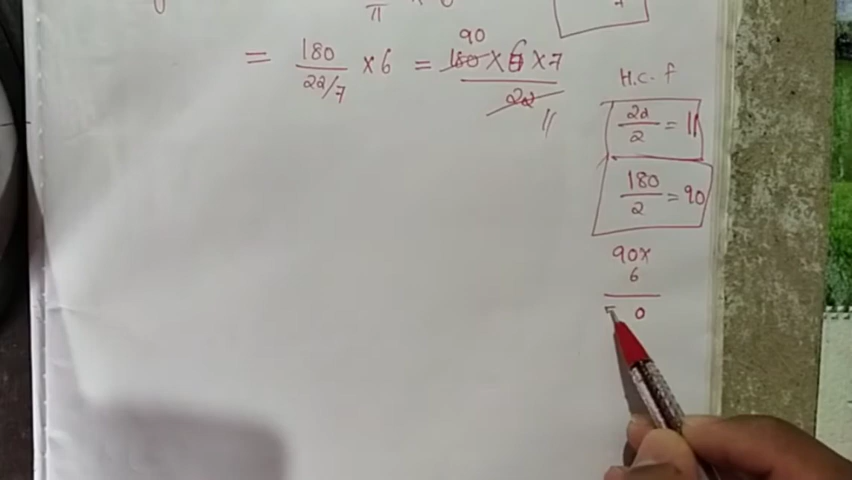 π
= 180 / 22/7 × 6 = 180 × 6 × 7 / 22
90
11
H.C.F
22/2 = 11
180/2 = 90
90×
6
5 0